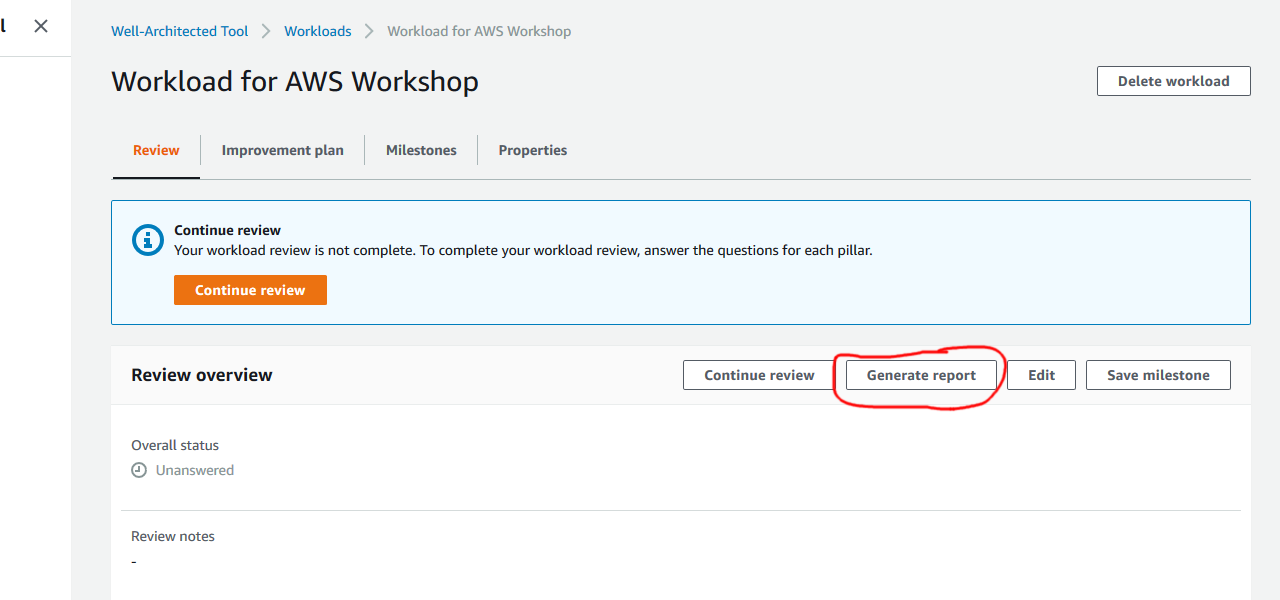 l
Well-Architected Tool Workloads Workload for AWS Workshop
Workload for AWS Workshop
Delete workload
Review Improvement plan Milestones Properties
Continue review
Your workload review is not complete. To complete your workload review, answer the questions for each pillar.
Continue review
Review overview
Continue review Generate report Edit Save milestone
Overall status
Unanswered
Review notes
-